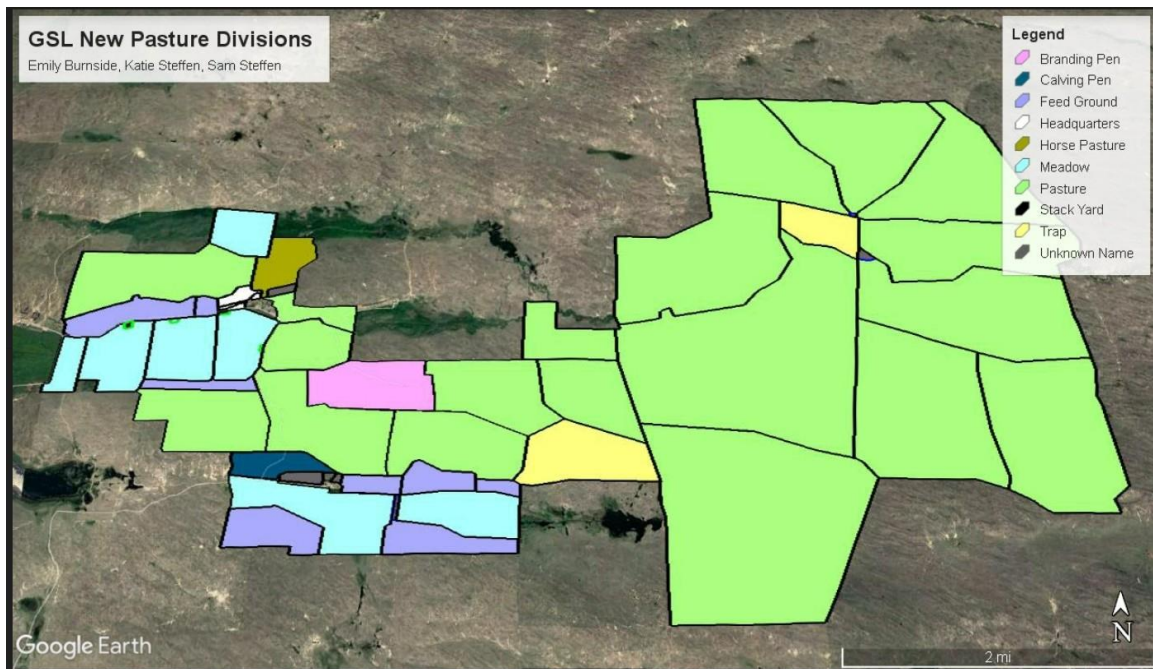 GSL New Pasture Divisions
Emily Burnside, Katie Steffen, Sam Steffen
Legend
Branding Pen
Calving Pen
Feed Ground
Headquarters
Horse Pasture
Meadow
Pasture
Stack Yard
Trap
Unknown Name
Google Earth
N
2 mi